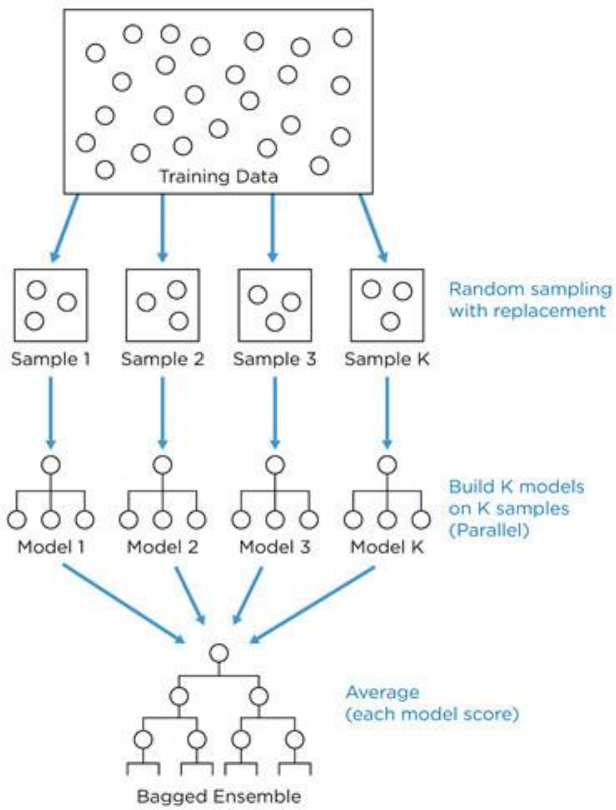 Training Data
Random sampling
with replacement
Sample 1
Sample 2
Sample 3
Sample K
Build K models
on K samples
(Parallel)
Model 1
Model 2
Model 3
Model K
Average
(each model score)
Bagged Ensemble